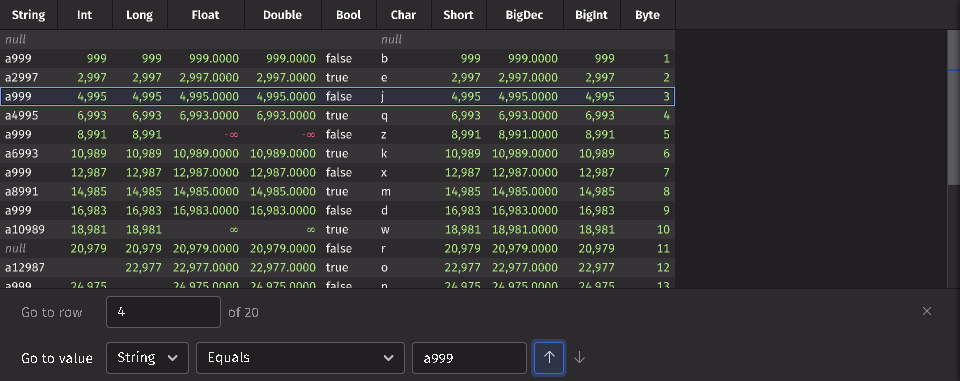 String Int Long Float Double Bool Char Short BigDec BigInt Byte
null null
a999 999 999 999.0000 999.0000 false b 999 999.0000 999 1
a2997 2,997 2,997 2,997.0000 2,997.0000 true e 2,997 2,997.0000 2,997 2
a999 4,995 4,995 4,995.0000 4,995.0000 false j 4,995 4,995.0000 4,995 3
a4995 6,993 6,993 6,993.0000 6,993.0000 true q 6,993 6,993.0000 6,993 4
a999 8,991 8,991 -∞ -∞ false z 8,991 8,991.0000 8,991 5
a6993 10,989 10,989 10,989.0000 10,989.0000 true k 10,989 10,989.0000 10,989 6
a999 12,987 12,987 12,987.0000 12,987.0000 false x 12,987 12,987.0000 12,987 7
a8991 14,985 14,985 14,985.0000 14,985.0000 true m 14,985 14,985.0000 14,985 8
a999 16,983 16,983 16,983.0000 16,983.0000 false d 16,983 16,983.0000 16,983 9
a10989 18,981 18,981 ∞ ∞ true w 18,981 18,981.0000 18,981 10
null 20,979 20,979 20,979.0000 20,979.0000 false r 20,979 20,979.0000 20,979 11
a12987 22,977 22,977.0000 22,977.0000 true o 22,977 22,977.0000 22,977 12
a999 24,975 24,975.0000 24,975.0000 false n 24,975 24,975.0000 24,975 13
Go to row 4 of 20
Go to value String Equals a999